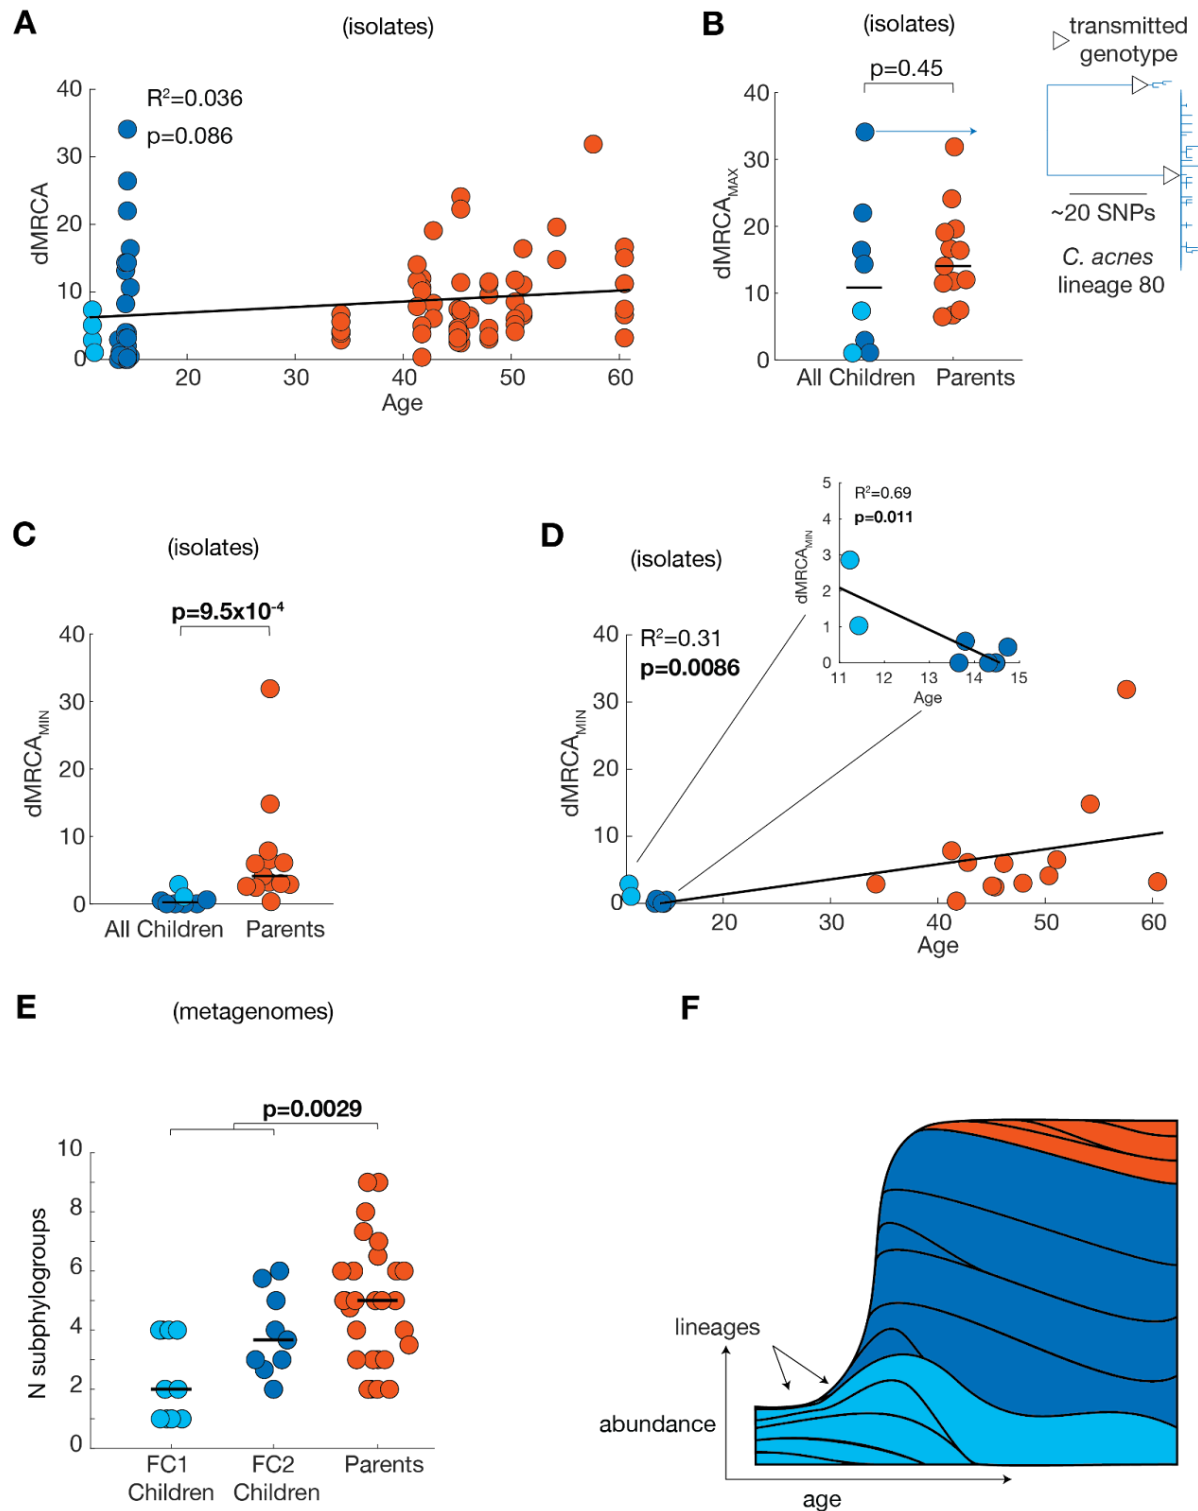 A
(isolates)
dMRCA
R²=0.036
p=0.086
40
30
20
10
0
20
30
40
50
60
Age
B
(isolates)
p=0.45
dMRCA_MAX
40
30
20
10
0
All Children
Parents
transmitted
genotype
~20 SNPs
C. acnes
lineage 80
C
(isolates)
p=9.5x10⁻⁴
dMRCA_MIN
40
30
20
10
0
All Children
Parents
D
(isolates)
R²=0.31
p=0.0086
dMRCA_MIN
40
30
20
10
0
20
30
40
50
60
Age
R²=0.69
p=0.011
dMRCA_MIN
5
4
3
2
1
0
11
12
13
14
15
Age
E
(metagenomes)
p=0.0029
N subphylogroups
10
8
6
4
2
0
FC1
Children
FC2
Children
Parents
F
lineages
abundance
age